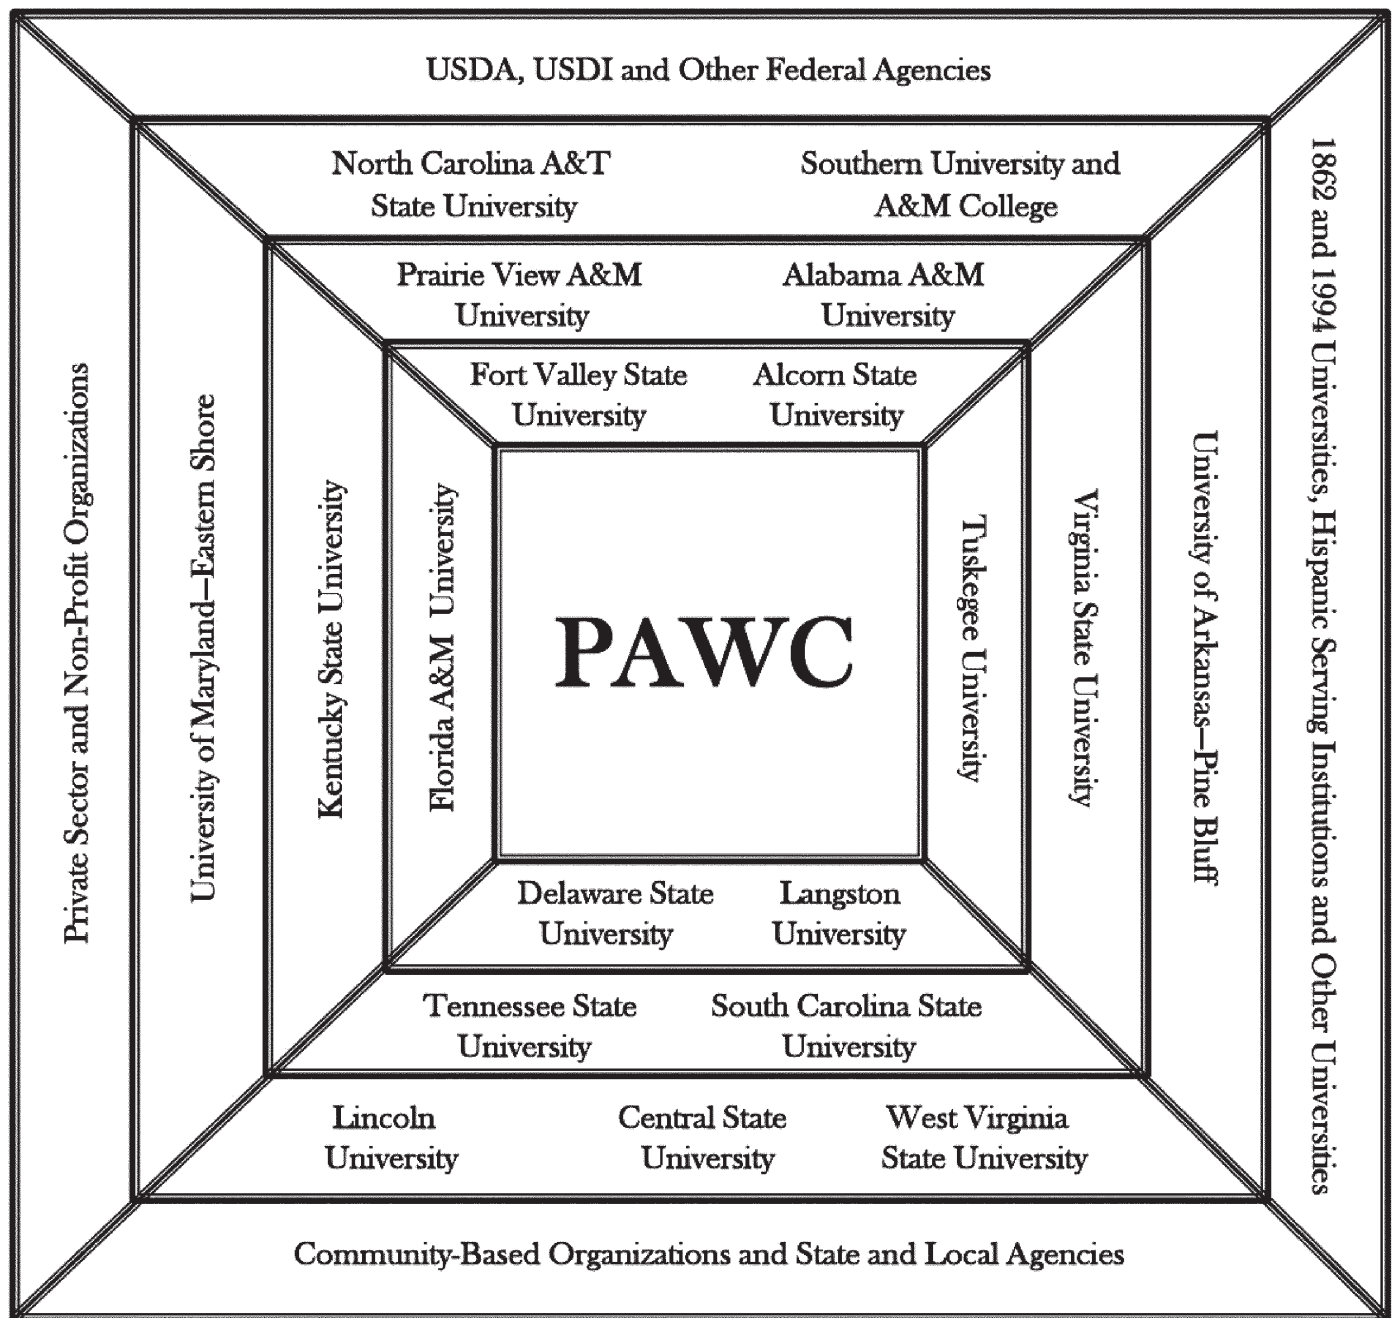 USDA, USDI and Other Federal Agencies
North Carolina A&T
State University
Southern University and
A&M College
Prairie View A&M
University
Alabama A&M
University
Fort Valley State
University
Alcorn State
University
Private Sector and Non-Profit Organizations
University of Maryland—Eastern Shore
Kentucky State University
Florida A&M University
PAWC
Tuskegee University
Virginia State University
University of Arkansas—Pine Bluff
1862 and 1994 Universities, Hispanic Serving Institutions and Other Universities
Delaware State
University
Langston
University
Tennessee State
University
South Carolina State
University
Lincoln
University
Central State
University
West Virginia
State University
Community-Based Organizations and State and Local Agencies